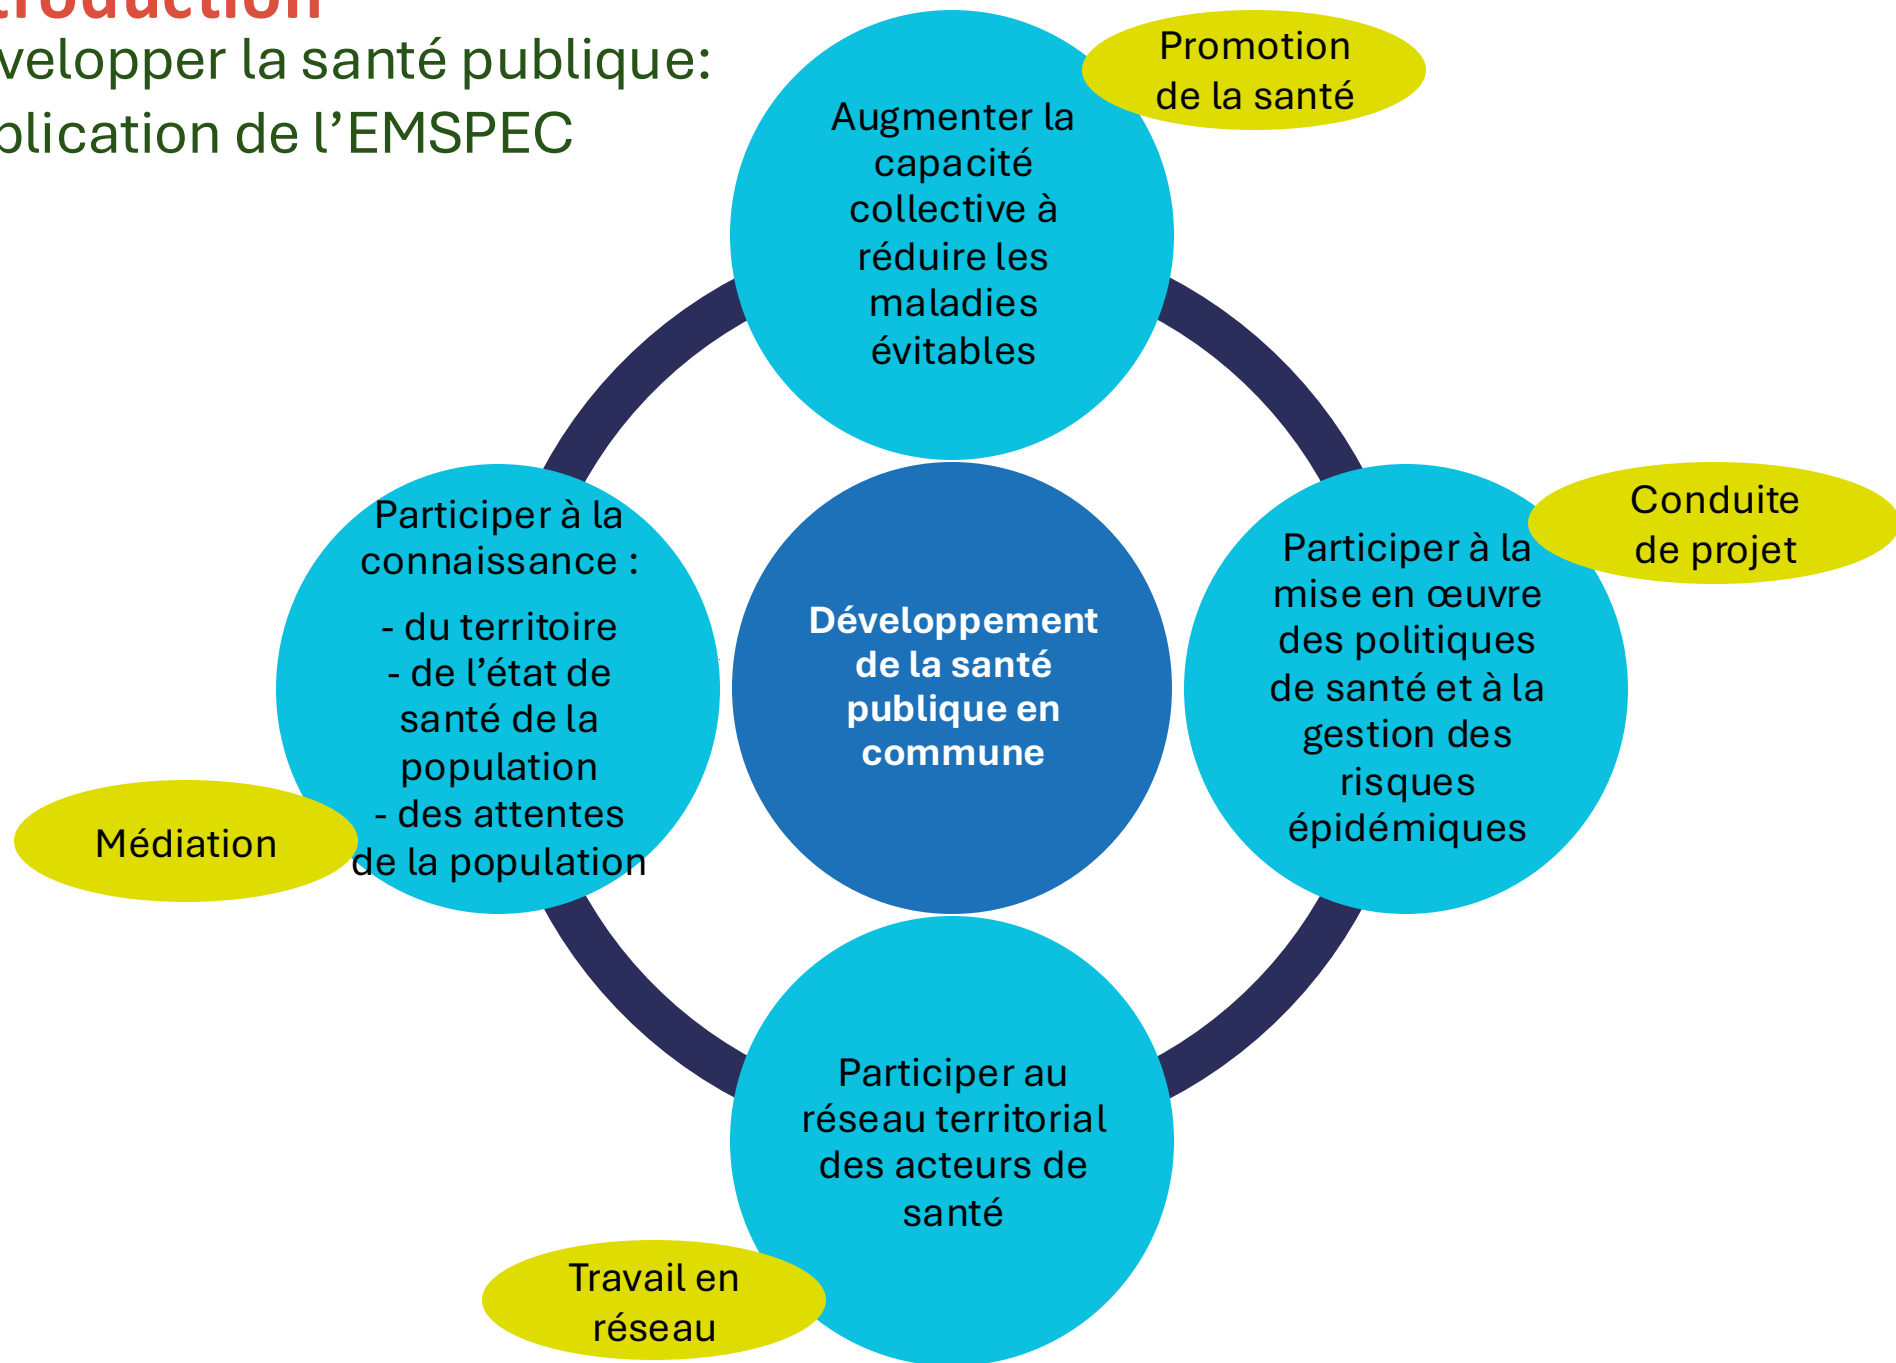 troduction
velopper la santé publique:
plication de l’EMSPEC
Promotion
de la santé
Augmenter la
capacité
collective à
réduire les
maladies
évitables
Conduite
de projet
Participer à la
mise en œuvre
des politiques
de santé et à la
gestion des
risques
épidémiques
Développement
de la santé
publique en
commune
Participer à la
connaissance :
- du territoire
- de l’état de
santé de la
population
- des attentes
de la population
Médiation
Participer au
réseau territorial
des acteurs de
santé
Travail en
réseau